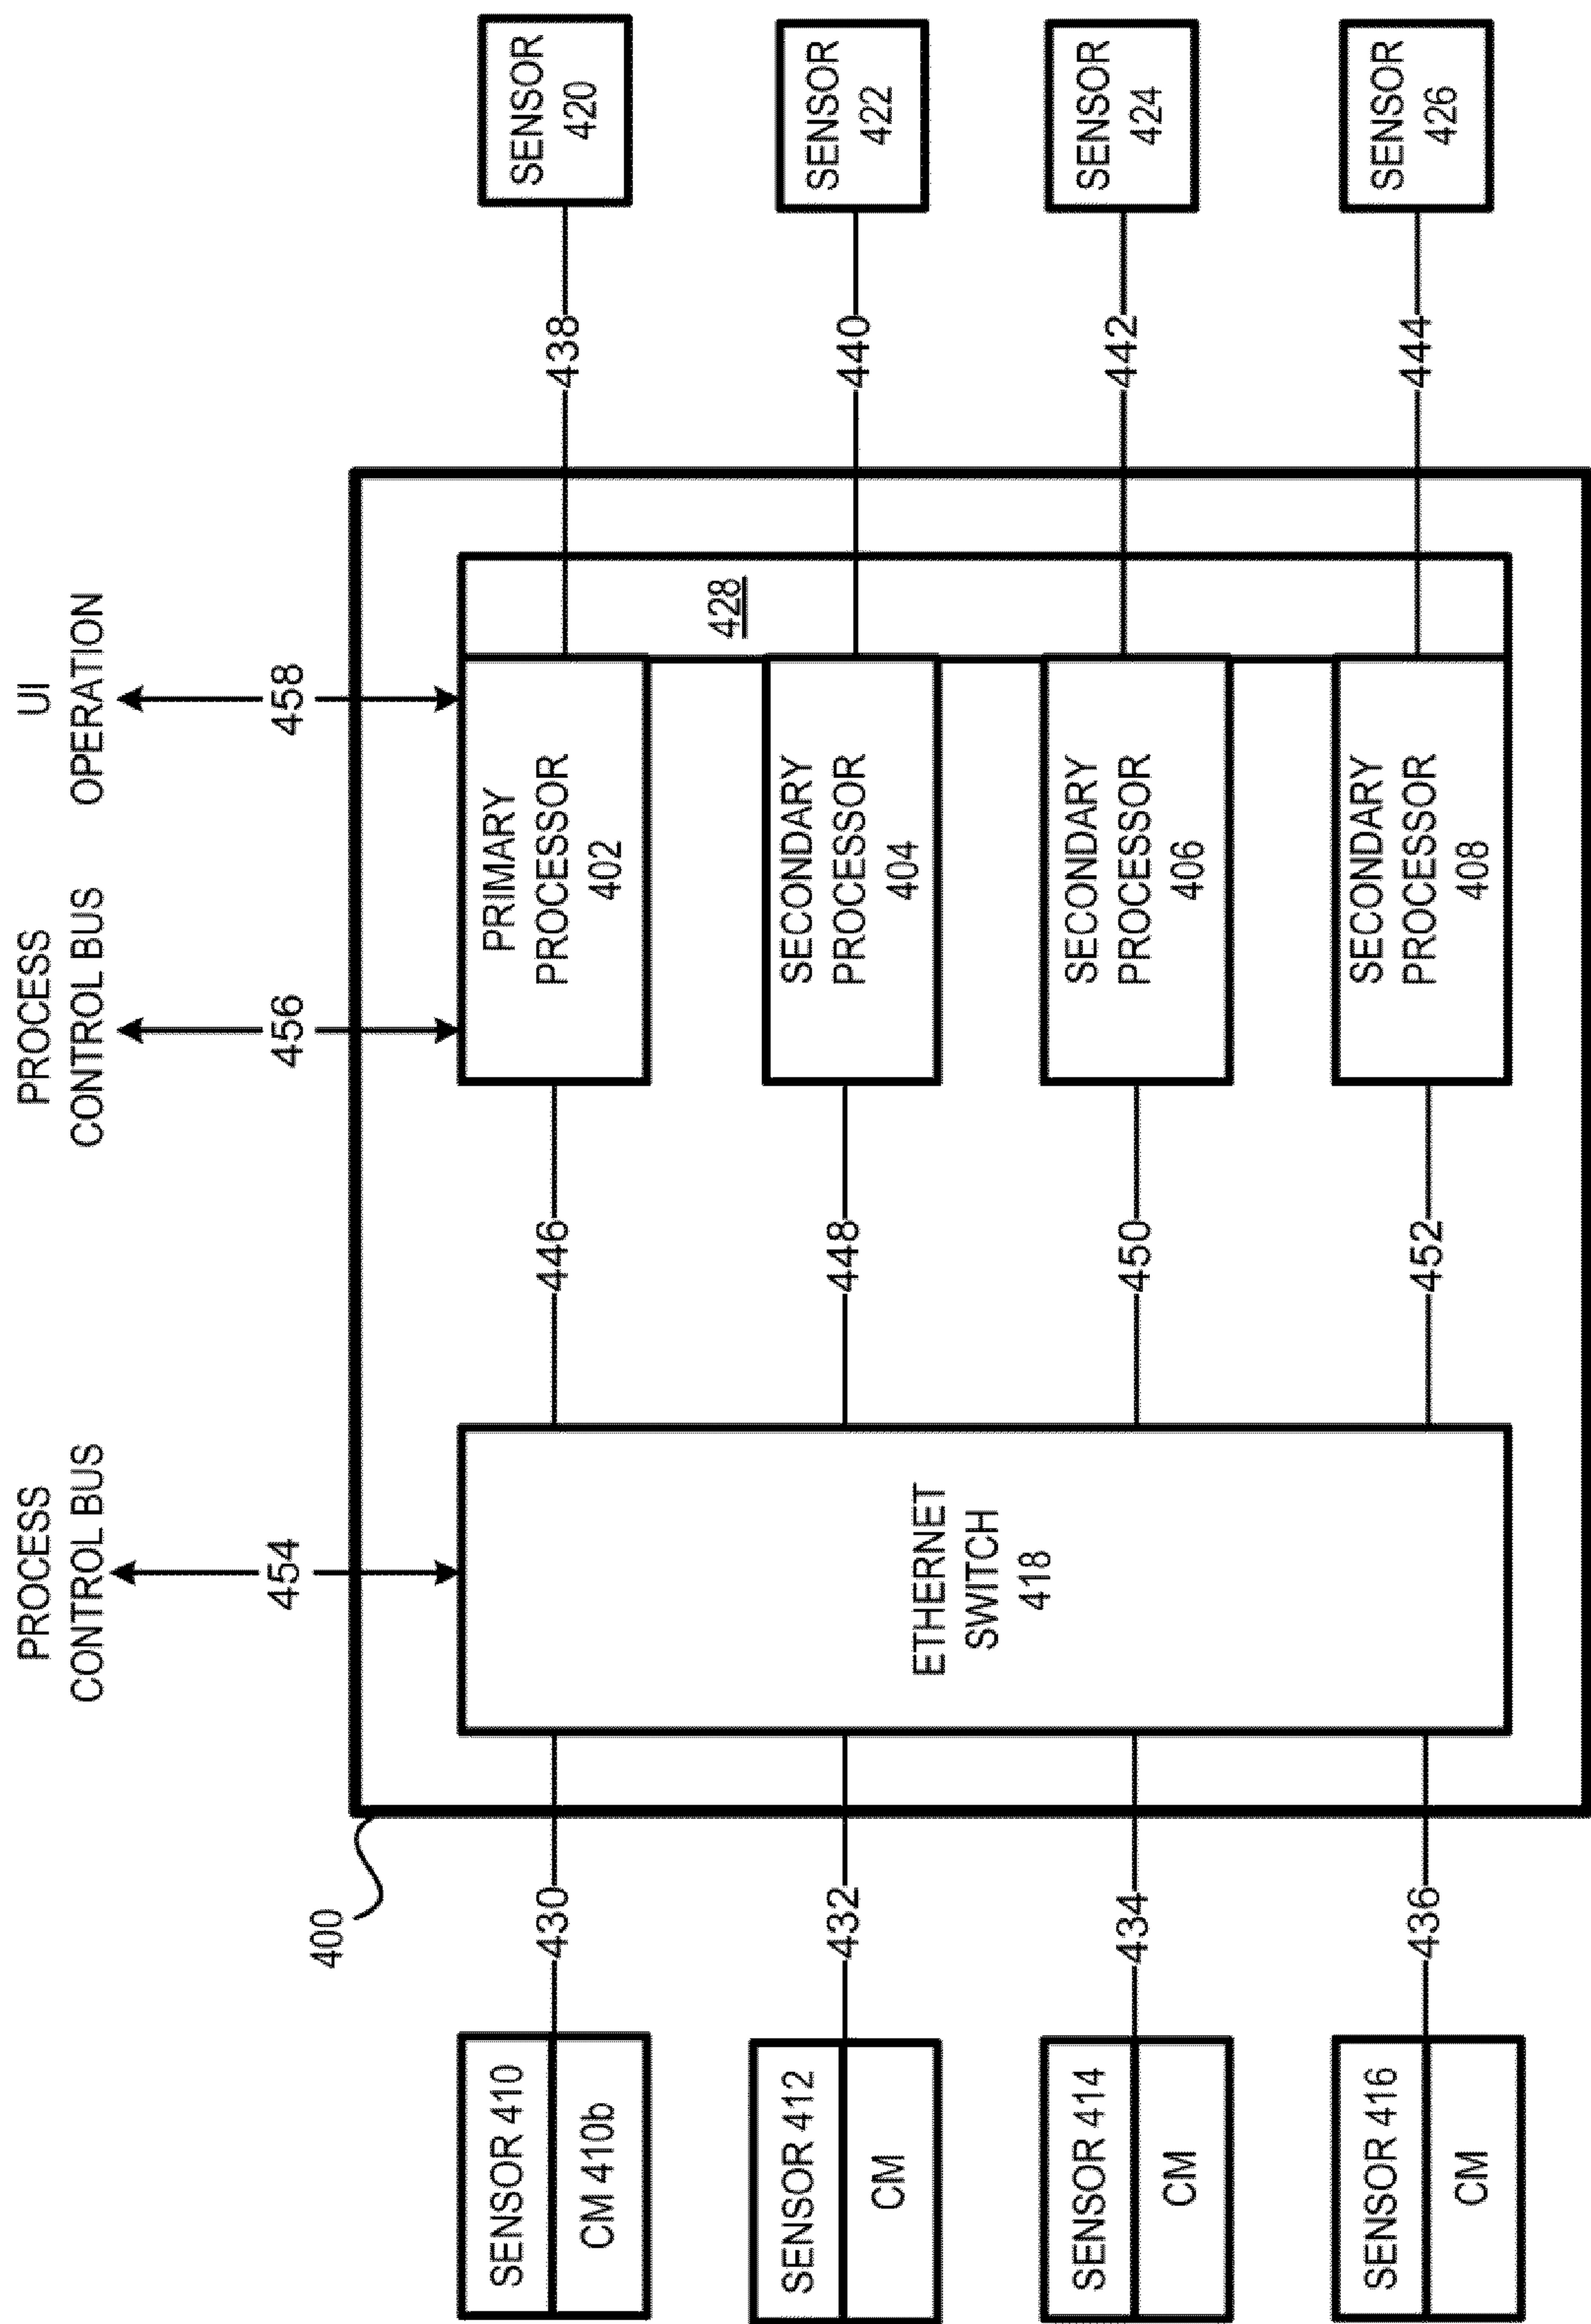 PROCESS
CONTROL BUS
PROCESS
CONTROL BUS
UI
OPERATION
454
456
458
400
SENSOR 410
CM 410b
430
446
PRIMARY
PROCESSOR
402
438
SENSOR
420
428
SENSOR 412
CM
432
448
SECONDARY
PROCESSOR
404
440
SENSOR
422
ETHERNET
SWITCH
418
SENSOR 414
CM
434
450
SECONDARY
PROCESSOR
406
442
SENSOR
424
SENSOR 416
CM
436
452
SECONDARY
PROCESSOR
408
444
SENSOR
426